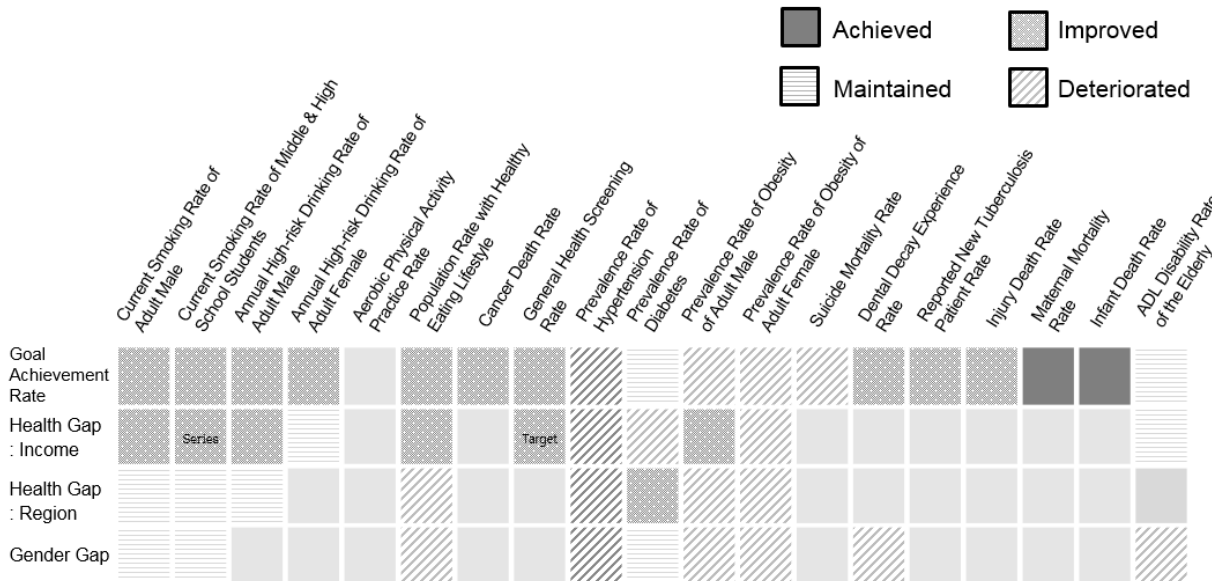 Achieved
Improved
Maintained
Deteriorated
Current Smoking Rate of
Adult Male
Current Smoking Rate of Middle & High
School Students
Annual High-risk Drinking Rate of
Adult Male
Annual High-risk Drinking Rate of
Adult Female
Aerobic Physical Activity
Practice Rate
Population Rate with Healthy
Eating Lifestyle
Cancer Death Rate
General Health Screening
Rate
Prevalence Rate of
Hypertension
Prevalence Rate of
Diabetes
Prevalence Rate of Obesity
of Adult Male
Prevalence Rate of Obesity of
Adult Female
Suicide Mortality Rate
Dental Decay Experience
Rate
Reported New Tuberculosis
Patient Rate
Injury Death Rate
Maternal Mortality
Rate
Infant Death Rate
ADL Disability Rate
of the Elderly
Goal
Achievement
Rate
Health Gap
: Income
Series
Target
Health Gap
: Region
Gender Gap